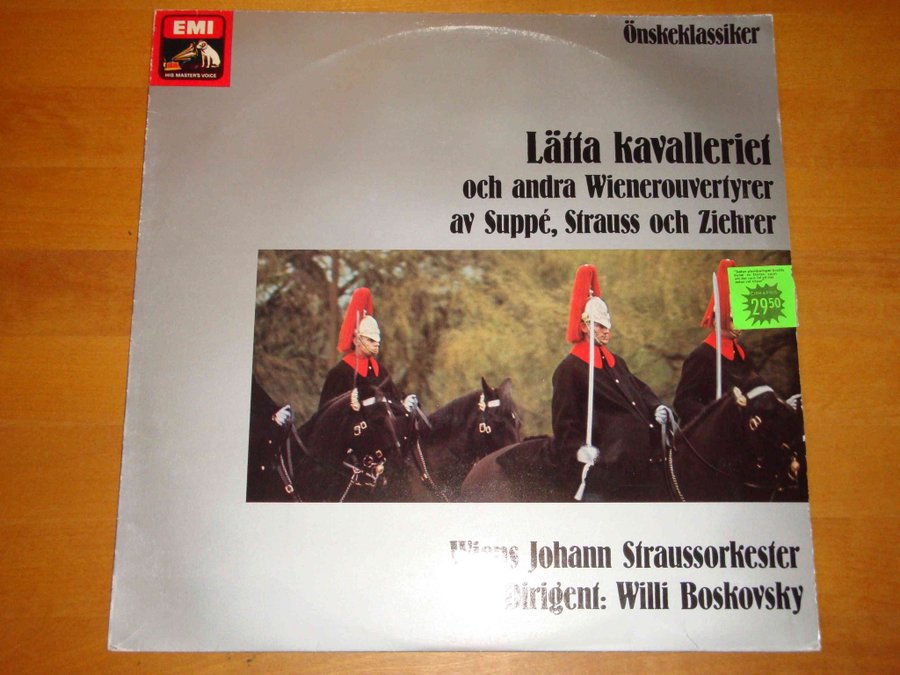 EMI
HIS MASTER'S VOICE
Önskeklassiker
Lätta kavalleriet
och andra Wienerouvertyrer
av Suppé, Strauss och Ziehrer
29 50
Wiens Johann Straussorkester
Dirigent: Willi Boskovsky